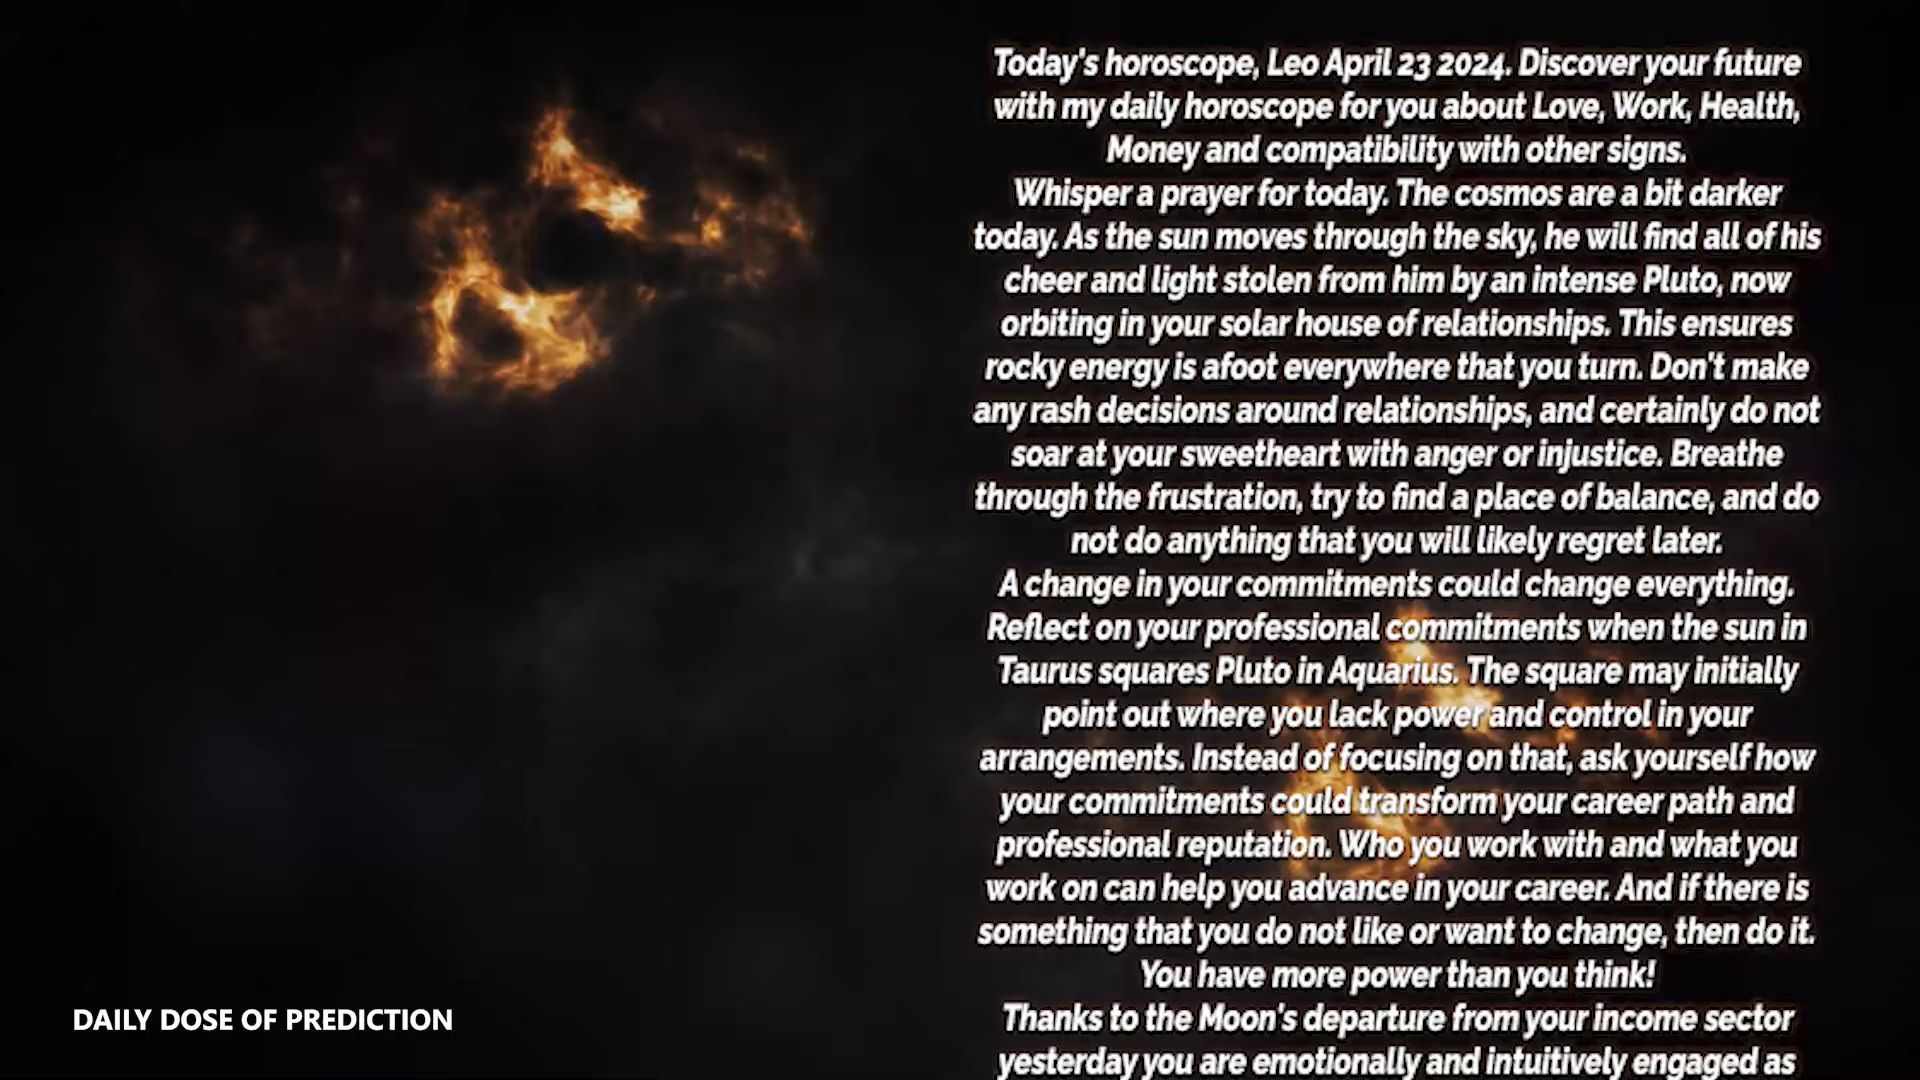 Today's horoscope, Leo April 23 2024. Discover your future
with my daily horoscope for you about Love, Work, Health,
Money and compatibility with other signs.
Whisper a prayer for today. The cosmos are a bit darker
today. As the sun moves through the sky, he will find all of his
cheer and light stolen from him by an intense Pluto, now
orbiting in your solar house of relationships. This ensures
rocky energy is afoot everywhere that you turn. Don't make
any rash decisions around relationships, and certainly do not
soar at your sweetheart with anger or injustice. Breathe
through the frustration, try to find a place of balance, and do
not do anything that you will likely regret later.
A change in your commitments could change everything.
Reflect on your professional commitments when the sun in
Taurus squares Pluto in Aquarius. The square may initially
point out where you lack power and control in your
arrangements. Instead of focusing on that, ask yourself how
your commitments could transform your career path and
professional reputation. Who you work with and what you
work on can help you advance in your career. And if there is
something that you do not like or want to change, then do it.
You have more power than you think!
Thanks to the Moon's departure from your income sector
yesterday you are emotionally and intuitively engaged as
DAILY DOSE OF PREDICTION